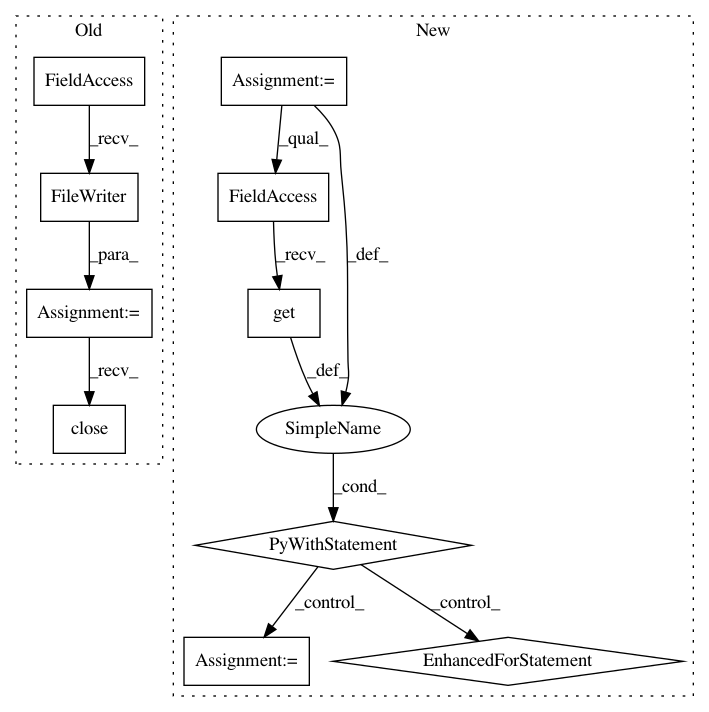 Old
New
FieldAccess
Assignment:=
_recv_
_qual_
FileWriter
FieldAccess
_para_
_recv_
_def_
Assignment:=
get
_recv_
_def_
close
SimpleName
_cond_
PyWithStatement
_control_
_control_
Assignment:=
EnhancedForStatement